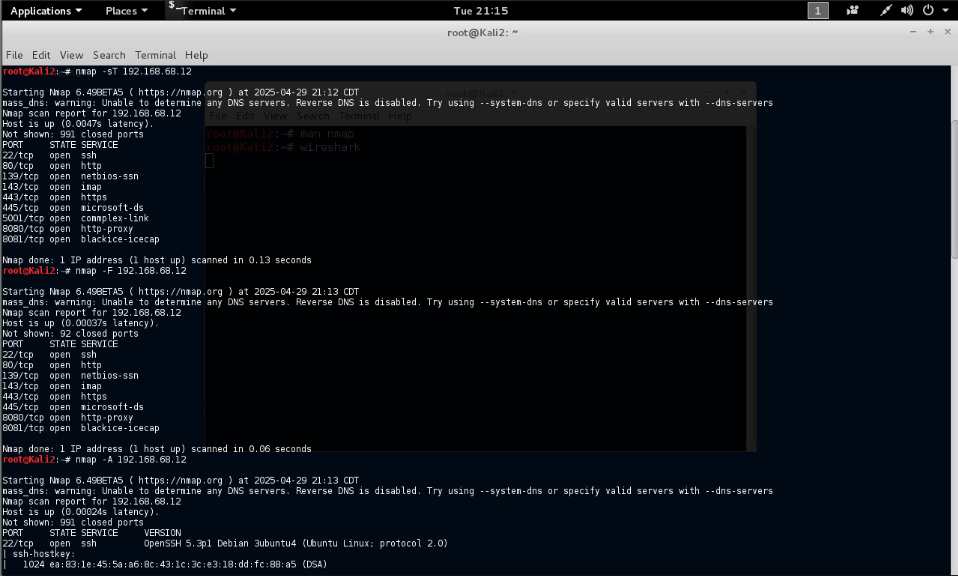 Applications Places Terminal Tue 21:15 1
root@Kali2: ~
File Edit View Search Terminal Help
root@Kali2:~# nmap -sT 192.168.68.12
Starting Nmap 6.49BETA5 ( https://nmap.org ) at 2025-04-29 21:12 CDT
mass_dns: warning: Unable to determine any DNS servers. Reverse DNS is disabled. Try using --system-dns or specify valid servers with --dns-servers
Nmap scan report for 192.168.68.12
Host is up (0.0047s latency).
Not shown: 991 closed ports
PORT STATE SERVICE
22/tcp open ssh
80/tcp open http
139/tcp open netbios-ssn
143/tcp open imap
443/tcp open https
445/tcp open microsoft-ds
5001/tcp open commplex-link
8080/tcp open http-proxy
8081/tcp open blackice-icecap
Nmap done: 1 IP address (1 host up) scanned in 0.13 seconds
root@Kali2:~# nmap -F 192.168.68.12
Starting Nmap 6.49BETA5 ( https://nmap.org ) at 2025-04-29 21:13 CDT
mass_dns: warning: Unable to determine any DNS servers. Reverse DNS is disabled. Try using --system-dns or specify valid servers with --dns-servers
Nmap scan report for 192.168.68.12
Host is up (0.00037s latency).
Not shown: 92 closed ports
PORT STATE SERVICE
22/tcp open ssh
80/tcp open http
139/tcp open netbios-ssn
143/tcp open imap
443/tcp open https
445/tcp open microsoft-ds
8080/tcp open http-proxy
8081/tcp open blackice-icecap
Nmap done: 1 IP address (1 host up) scanned in 0.06 seconds
root@Kali2:~# nmap -A 192.168.68.12
Starting Nmap 6.49BETA5 ( https://nmap.org ) at 2025-04-29 21:13 CDT
mass_dns: warning: Unable to determine any DNS servers. Reverse DNS is disabled. Try using --system-dns or specify valid servers with --dns-servers
Nmap scan report for 192.168.68.12
Host is up (0.00024s latency).
Not shown: 991 closed ports
PORT STATE SERVICE VERSION
22/tcp open ssh OpenSSH 5.3p1 Debian 3ubuntu4 (Ubuntu Linux; protocol 2.0)
| ssh-hostkey:
| 1024 ea:83:1e:45:5a:a6:8c:43:1c:3c:e3:18:dd:fc:88:a5 (DSA)
root@Kali2: ~
File Edit View Search Terminal Help
root@Kali2:~# man nmap
root@Kali2:~# wireshark